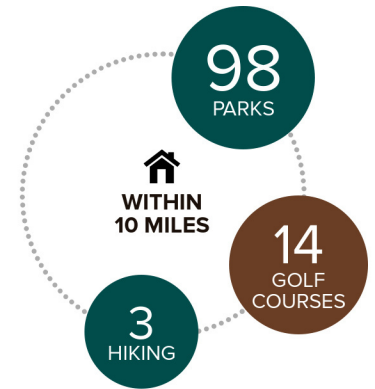 98
PARKS
WITHIN
10 MILES
14
GOLF
COURSES
3
HIKING